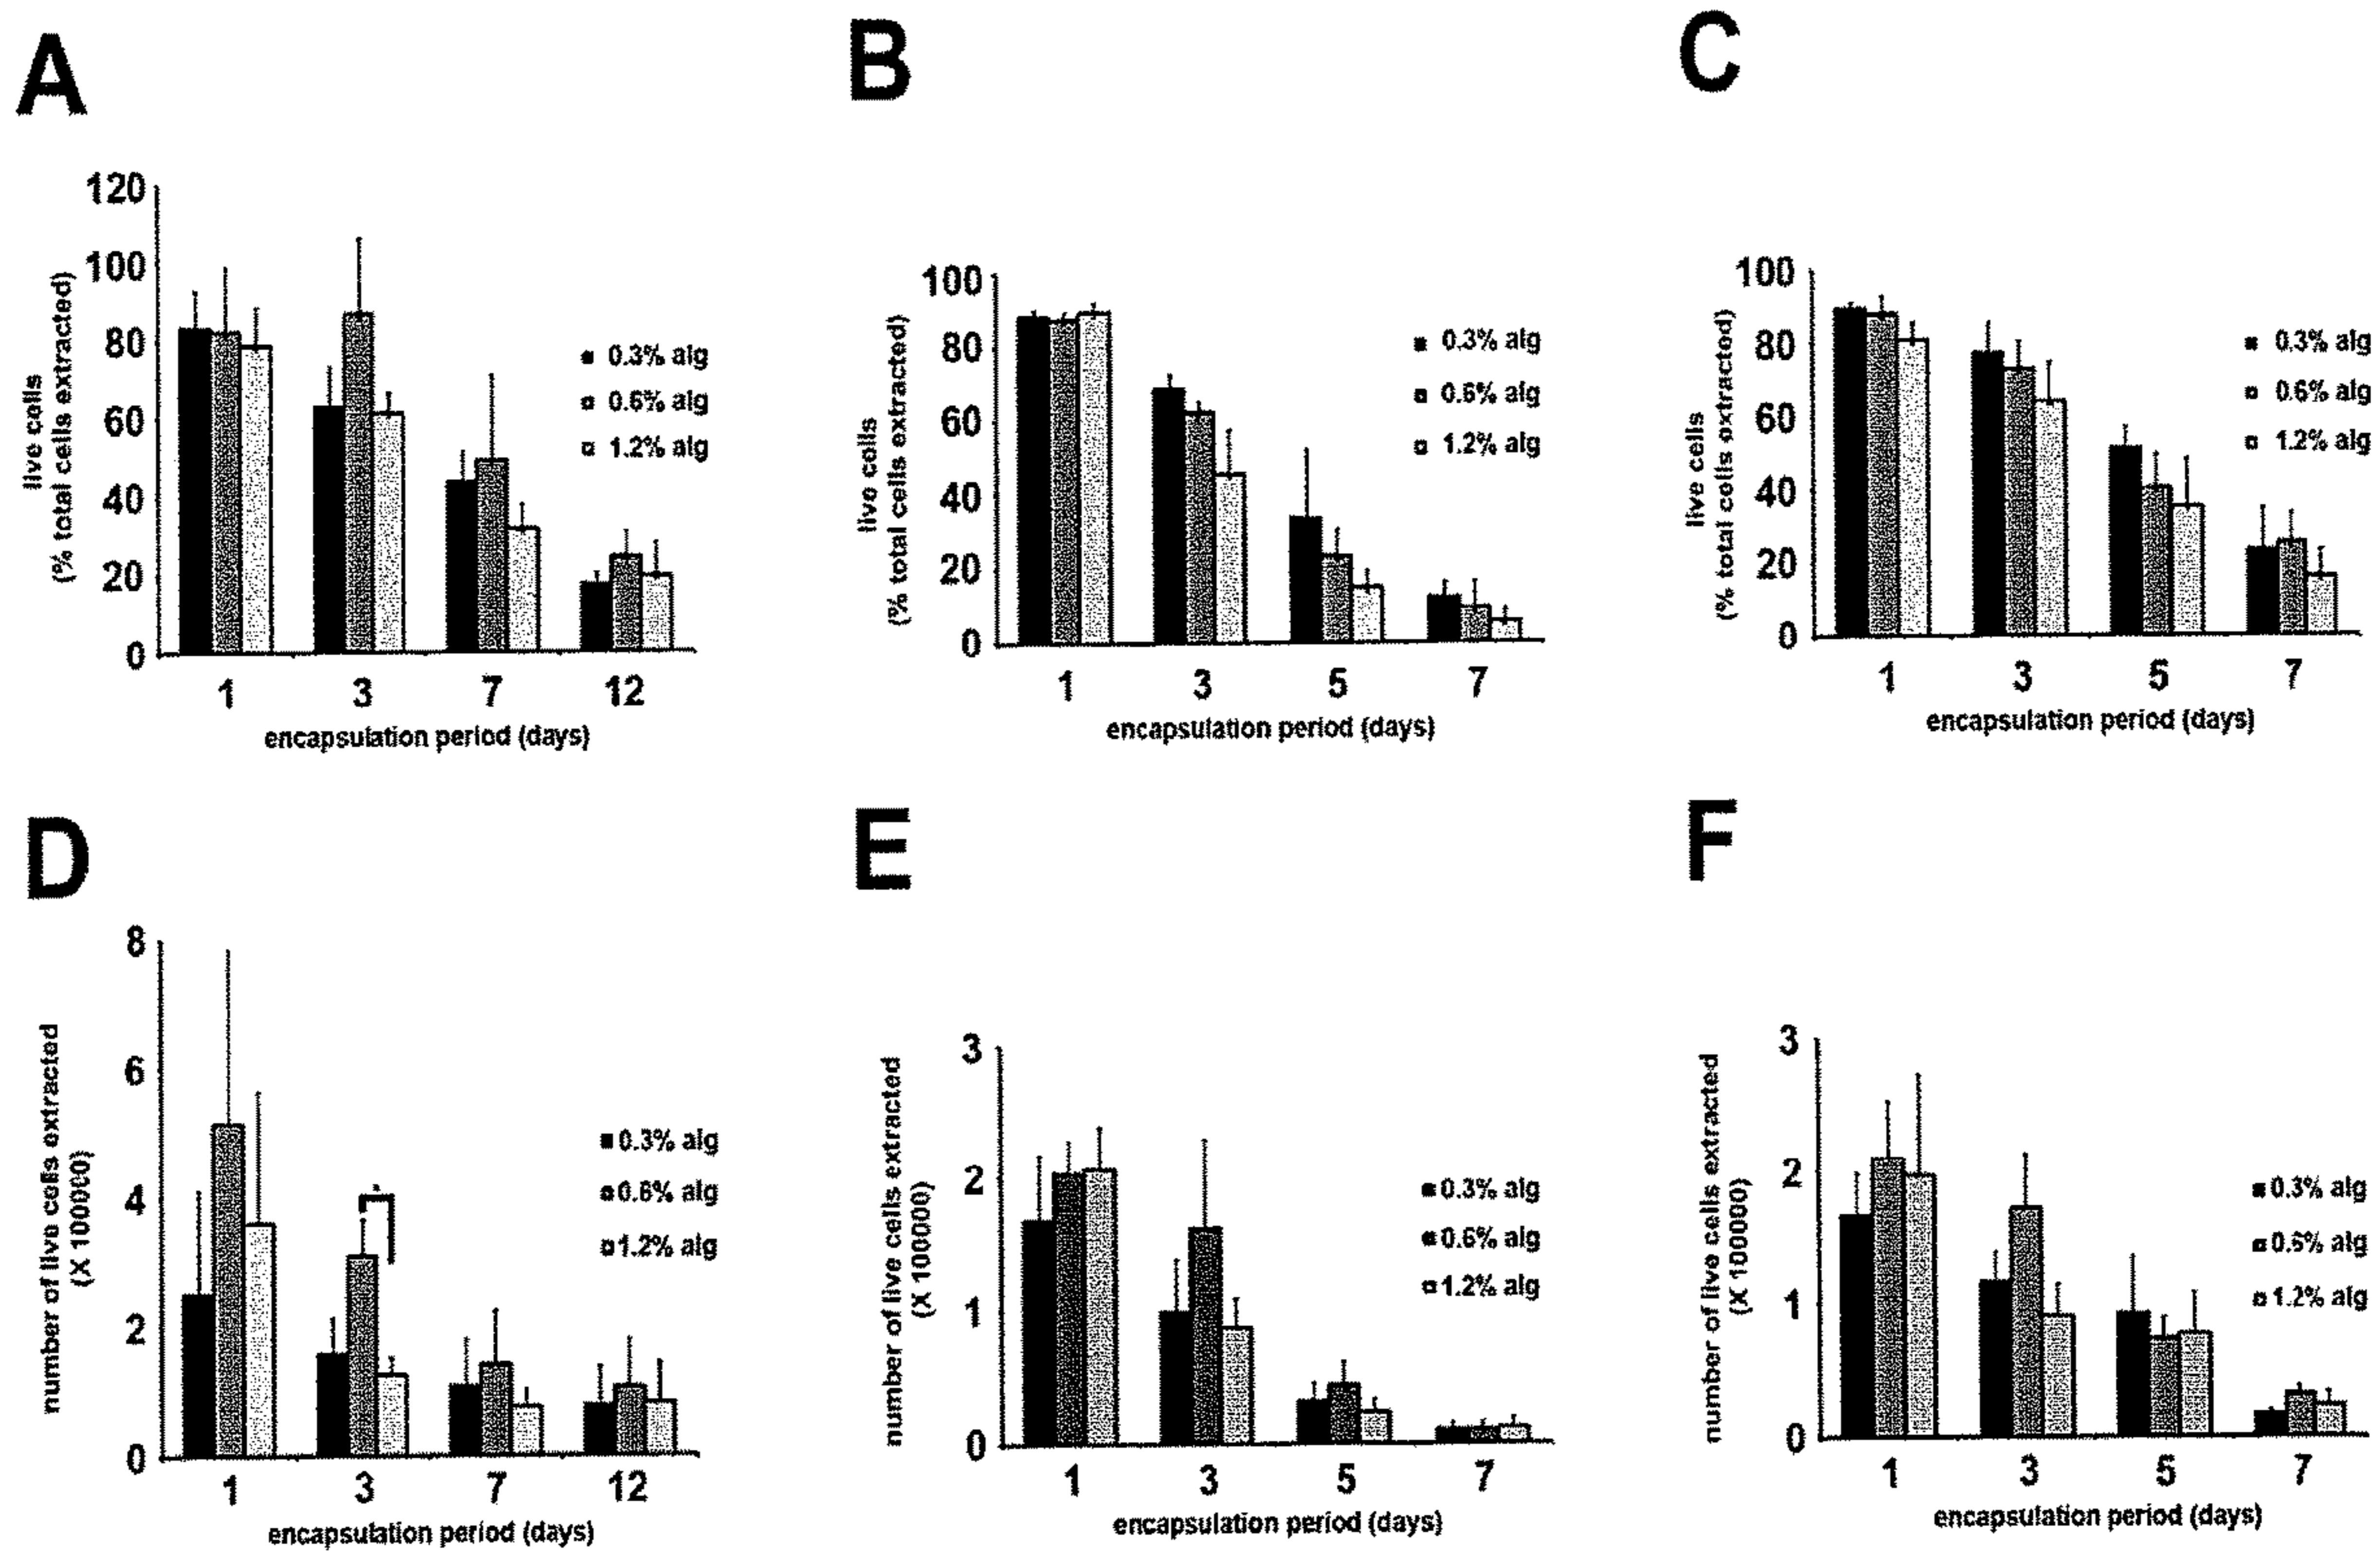 A
120
100
80
60
40
20
0
live cells
(% total cells extracted)
0.3% alg
0.6% alg
1.2% alg
1 3 7 12
encapsulation period (days)
B
100
80
60
40
20
0
live cells
(% total cells extracted)
0.3% alg
0.6% alg
1.2% alg
1 3 5 7
encapsulation period (days)
C
100
80
60
40
20
0
live cells
(% total cells extracted)
0.3% alg
0.6% alg
1.2% alg
1 3 5 7
encapsulation period (days)
D
8
6
4
2
0
number of live cells extracted
(X 100000)
0.3% alg
0.6% alg
1.2% alg
1 3 7 12
encapsulation period (days)
E
3
2
1
0
number of live cells extracted
(X 100000)
0.3% alg
0.6% alg
1.2% alg
1 3 5 7
encapsulation period (days)
F
3
2
1
0
number of live cells extracted
(X 100000)
0.3% alg
0.6% alg
1.2% alg
1 3 5 7
encapsulation period (days)